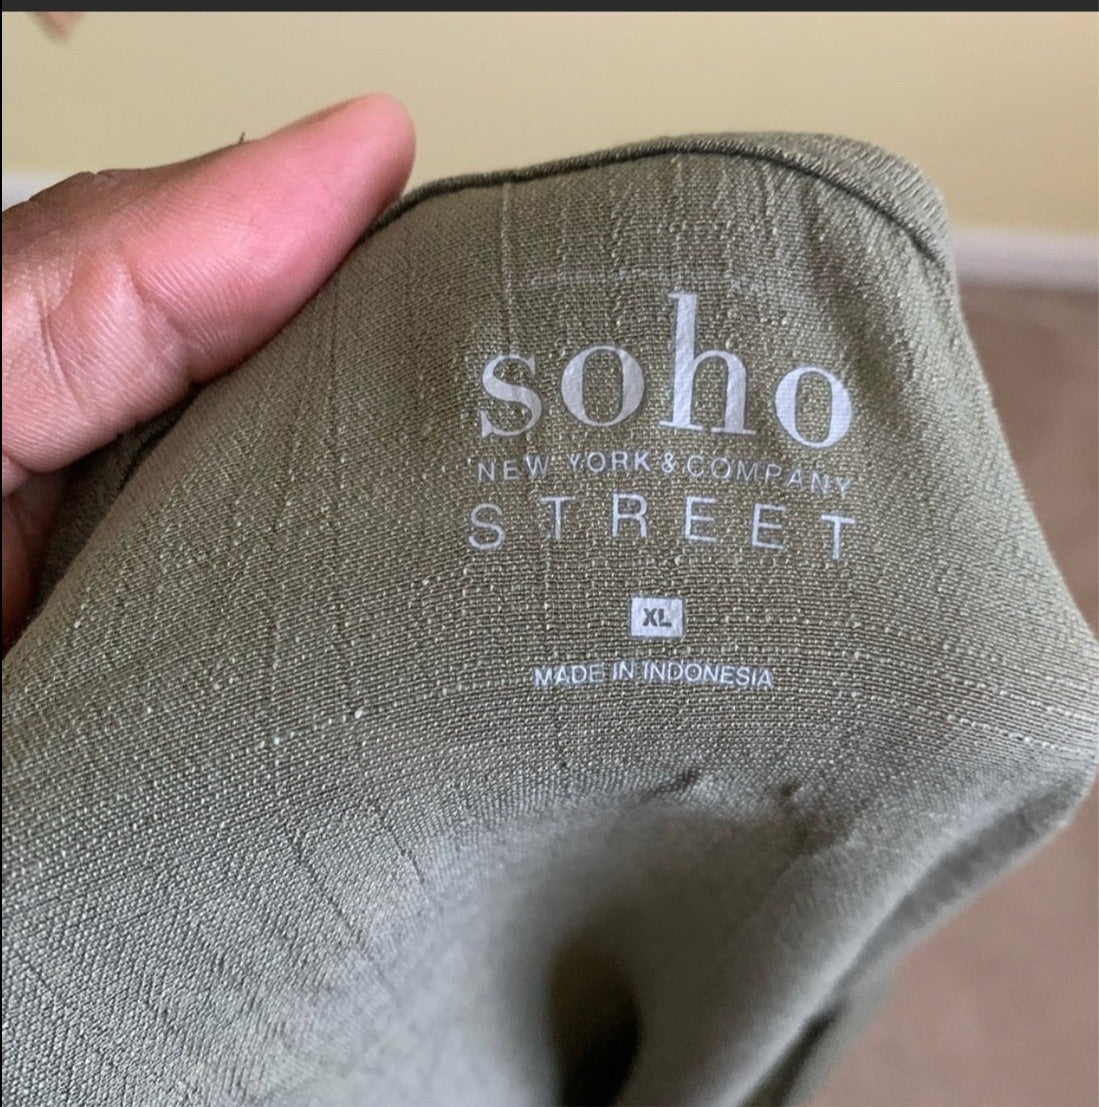 soho
NEW YORK & COMPANY
STREET
XL
MADE IN INDONESIA